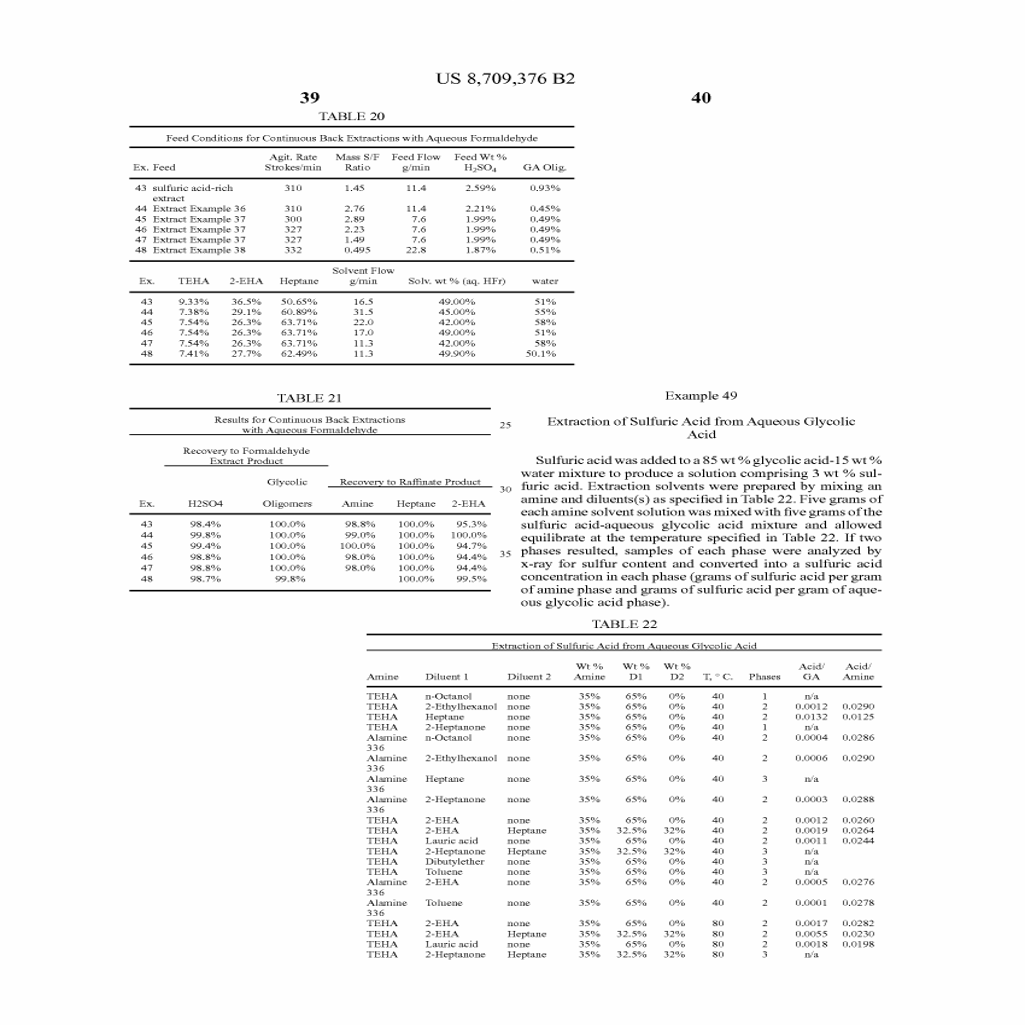 US 8,709,376 B2
39
40
TABLE 20
Feed Conditions for Continuous Back Extractions with Aqueous Formaldehyde
Agit. Rate Mass S/F Feed Flow Feed Wt %
Ex. Feed Strokes/min Ratio g/min H2SO4 GA Olig.
43 sulfuric acid-rich 310 1.45 11.4 2.59% 0.93%
extract
44 Extract Example 36 310 2.76 11.4 2.21% 0.45%
45 Extract Example 37 300 2.89 7.6 1.99% 0.49%
46 Extract Example 37 327 2.23 7.6 1.99% 0.49%
47 Extract Example 37 327 1.49 7.6 1.99% 0.49%
48 Extract Example 38 332 0.495 22.8 1.87% 0.51%
Solvent Flow
Ex. TEHA 2-EHA Heptane g/min Solv. wt % (aq. HFr) water
43 9.33% 36.5% 50.65% 16.5 49.00% 51%
44 7.38% 29.1% 60.89% 31.5 45.00% 55%
45 7.54% 26.3% 63.71% 22.0 42.00% 58%
46 7.54% 26.3% 63.71% 17.0 49.00% 51%
47 7.54% 26.3% 63.71% 11.3 42.00% 58%
48 7.41% 27.7% 62.49% 11.3 49.90% 50.1%
TABLE 21
Results for Continuous Back Extractions
with Aqueous Formaldehyde
Recovery to Formaldehyde
Extract Product
Glycolic Recovery to Raffinate Product
Ex. H2SO4 Oligomers Amine Heptane 2-EHA
43 98.4% 100.0% 98.8% 100.0% 95.3%
44 99.8% 100.0% 99.0% 100.0% 100.0%
45 99.4% 100.0% 100.0% 100.0% 94.7%
46 98.8% 100.0% 98.0% 100.0% 94.4%
47 98.8% 100.0% 98.0% 100.0% 94.4%
48 98.7% 99.8% 100.0% 99.5%
25
30
35
Example 49
Extraction of Sulfuric Acid from Aqueous Glycolic
Acid
Sulfuric acid was added to a 85 wt % glycolic acid-15 wt %
water mixture to produce a solution comprising 3 wt % sul-
furic acid. Extraction solvents were prepared by mixing an
amine and diluents(s) as specified in Table 22. Five grams of
each amine solvent solution was mixed with five grams of the
sulfuric acid-aqueous glycolic acid mixture and allowed
equilibrate at the temperature specified in Table 22. If two
phases resulted, samples of each phase were analyzed by
x-ray for sulfur content and converted into a sulfuric acid
concentration in each phase (grams of sulfuric acid per gram
of amine phase and grams of sulfuric acid per gram of aque-
ous glycolic acid phase).
TABLE 22
Extraction of Sulfuric Acid from Aqueous Glycolic Acid
Wt % Wt % Wt % Acid/ Acid/
Amine Diluent 1 Diluent 2 Amine D1 D2 T, ° C. Phases GA Amine
TEHA n-Octanol none 35% 65% 0% 40 1 n/a
TEHA 2-Ethylhexanol none 35% 65% 0% 40 2 0.0012 0.0290
TEHA Heptane none 35% 65% 0% 40 2 0.0132 0.0125
TEHA 2-Heptanone none 35% 65% 0% 40 1 n/a
Alamine n-Octanol none 35% 65% 0% 40 2 0.0004 0.0286
336
Alamine 2-Ethylhexanol none 35% 65% 0% 40 2 0.0006 0.0290
336
Alamine Heptane none 35% 65% 0% 40 3 n/a
336
Alamine 2-Heptanone none 35% 65% 0% 40 2 0.0003 0.0288
336
TEHA 2-EHA none 35% 65% 0% 40 2 0.0012 0.0260
TEHA 2-EHA Heptane 35% 32.5% 32% 40 2 0.0019 0.0264
TEHA Lauric acid none 35% 65% 0% 40 2 0.0011 0.0244
TEHA 2-Heptanone Heptane 35% 32.5% 32% 40 3 n/a
TEHA Dibutylether none 35% 65% 0% 40 3 n/a
TEHA Toluene none 35% 65% 0% 40 3 n/a
Alamine 2-EHA none 35% 65% 0% 40 2 0.0005 0.0276
336
Alamine Toluene none 35% 65% 0% 40 2 0.0001 0.0278
336
TEHA 2-EHA none 35% 65% 0% 80 2 0.0017 0.0282
TEHA 2-EHA Heptane 35% 32.5% 32% 80 2 0.0055 0.0230
TEHA Lauric acid none 35% 65% 0% 80 2 0.0018 0.0198
TEHA 2-Heptanone Heptane 35% 32.5% 32% 80 3 n/a